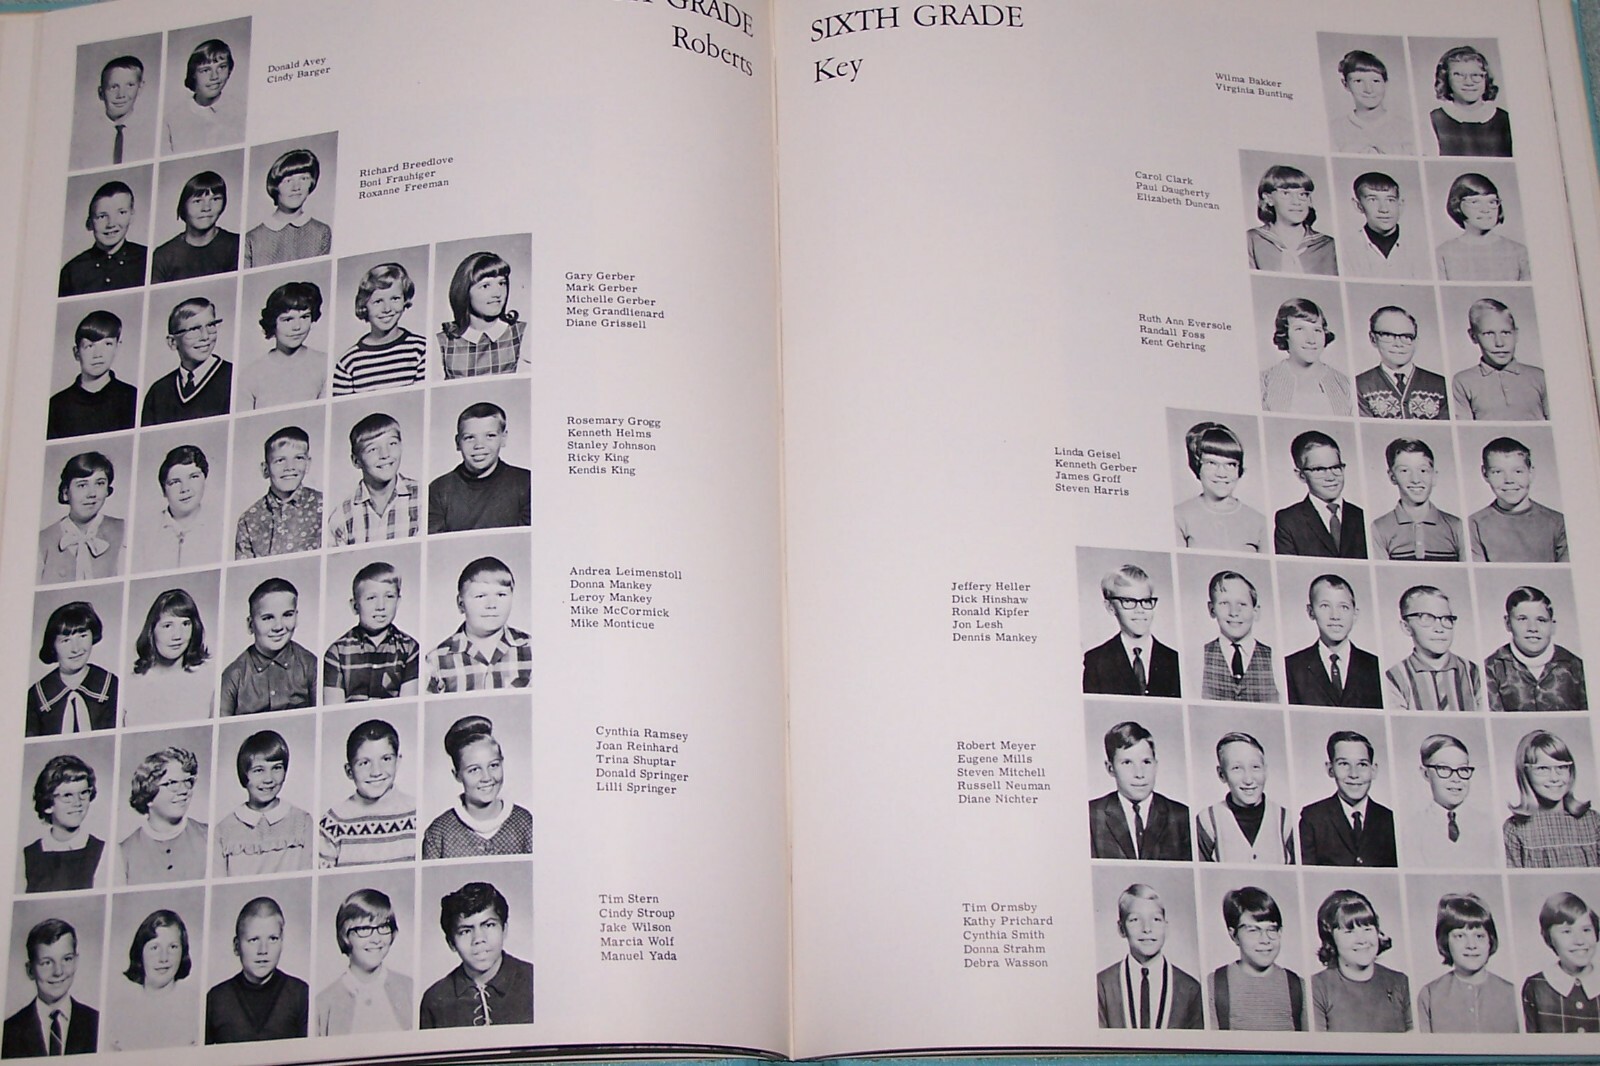 GRADE
Roberts
Donald Avey
Cindy Barger
Richard Breedlove
Boni Frauhiger
Roxanne Freeman
Gary Gerber
Mark Gerber
Michelle Gerber
Meg Grandlienard
Diane Grissell
Rosemary Grogg
Kenneth Helms
Stanley Johnson
Ricky King
Kendis King
Andrea Leimenstoll
Donna Mankey
Leroy Mankey
Mike McCormick
Mike Monticue
Cynthia Ramsey
Joan Reinhard
Trina Shuptar
Donald Springer
Lilli Springer
Tim Stern
Cindy Stroup
Jake Wilson
Marcia Wolf
Manuel Yada
SIXTH GRADE
Key
Wilma Bakker
Virginia Bunting
Carol Clark
Paul Daugherty
Elizabeth Duncan
Ruth Ann Eversole
Randall Foss
Kent Gehring
Linda Geisel
Kenneth Gerber
James Groff
Steven Harris
Jeffery Heller
Dick Hinshaw
Ronald Kipfer
Jon Lesh
Dennis Mankey
Robert Meyer
Eugene Mills
Steven Mitchell
Russell Neuman
Diane Nichter
Tim Ormsby
Kathy Prichard
Cynthia Smith
Donna Strahm
Debra Wasson